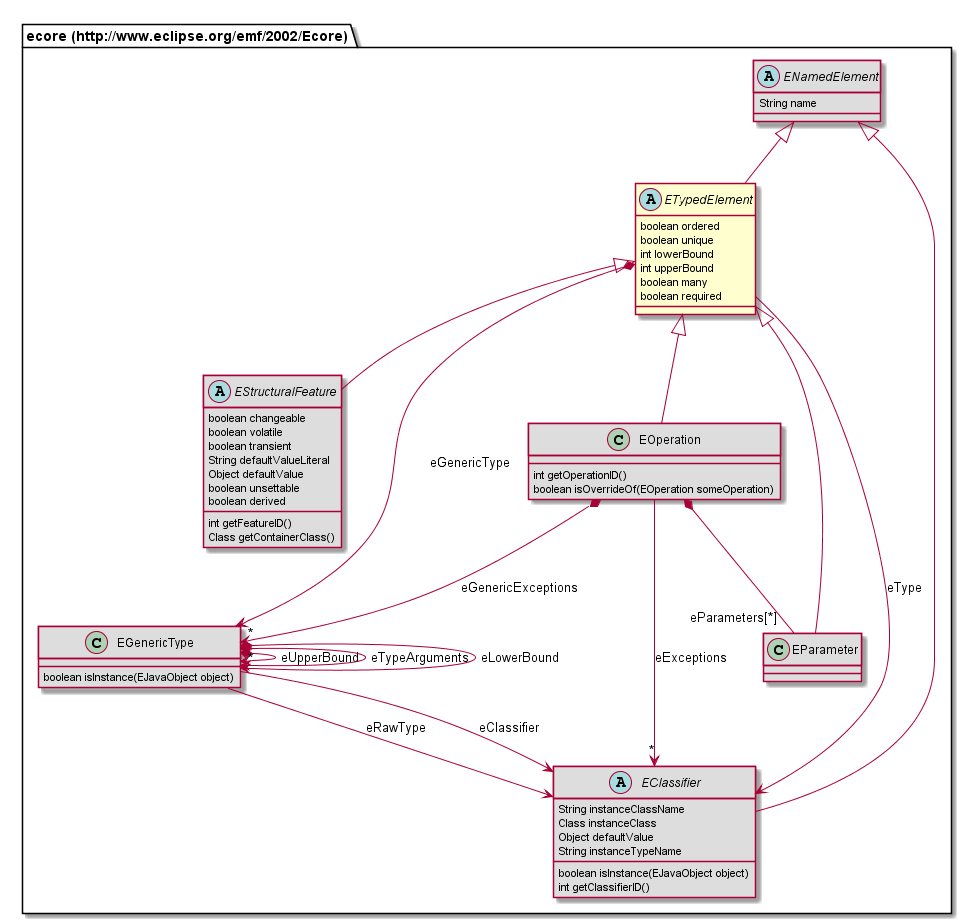 ecore (http://www.eclipse.org/emf/2002/Ecore)
A ENamedElement
String name
A ETypedElement
boolean ordered
boolean unique
int lowerBound
int upperBound
boolean many
boolean required
A EStructuralFeature
boolean changeable
boolean volatile
boolean transient
String defaultValueLiteral
Object defaultValue
boolean unsettable
boolean derived
int getFeatureID()
Class getContainerClass()
eGenericType
C EOperation
int getOperationID()
boolean isOverrideOf(EOperation someOperation)
eGenericExceptions
*
eParameters[*]
eType
C EGenericType
boolean isInstance(EJavaObject object)
*
eUpperBound
eTypeArguments
eLowerBound
eExceptions
*
C EParameter
eRawType
eClassifier
A EClassifier
String instanceClassName
Class instanceClass
Object defaultValue
String instanceTypeName
boolean isInstance(EJavaObject object)
int getClassifierID()